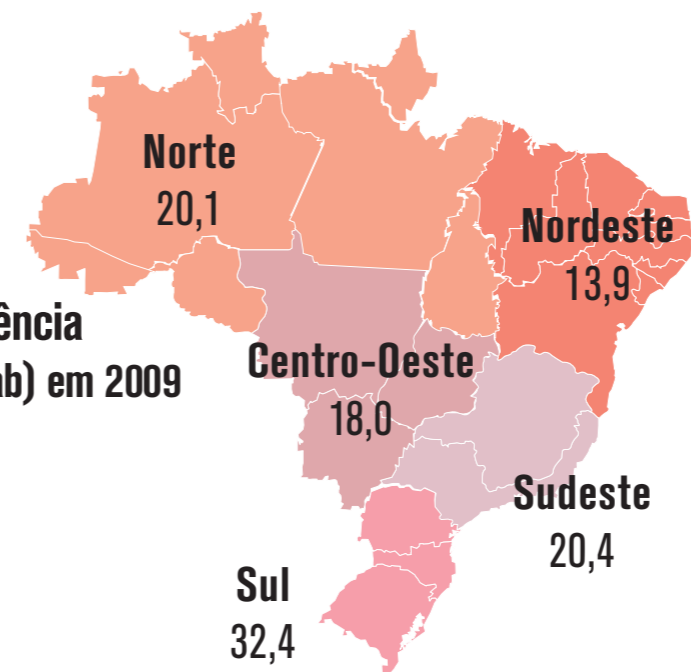 Norte
20,1
Nordeste
13,9
ência
ab) em 2009
Centro-Oeste
18,0
Sudeste
20,4
Sul
32,4